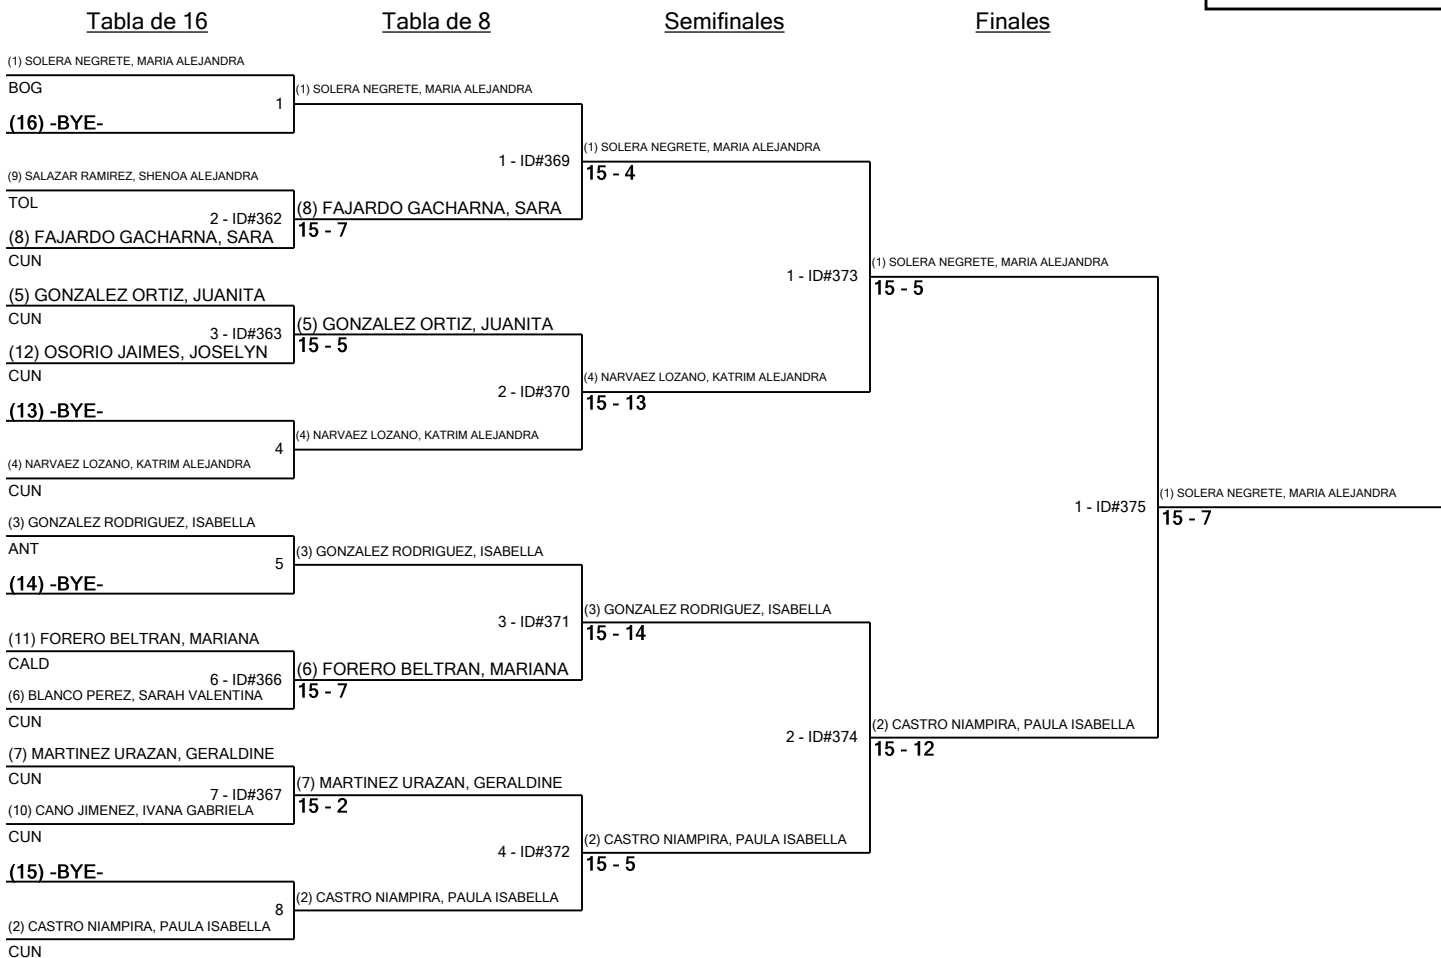 Tabla de 16
Tabla de 8
Semifinales
Finales
(1) SOLERA NEGRETE, MARIA ALEJANDRA
BOG
1
(16) -BYE-
(9) SALAZAR RAMIREZ, SHENOA ALEJANDRA
TOL
2 - ID#362
(8) FAJARDO GACHARNA, SARA
CUN
(5) GONZALEZ ORTIZ, JUANITA
CUN
3 - ID#363
(12) OSORIO JAIMES, JOSELYN
CUN
(13) -BYE-
4
(4) NARVAEZ LOZANO, KATRIM ALEJANDRA
CUN
(3) GONZALEZ RODRIGUEZ, ISABELLA
ANT
5
(14) -BYE-
(11) FORERO BELTRAN, MARIANA
CALD
6 - ID#366
(6) BLANCO PEREZ, SARAH VALENTINA
CUN
(7) MARTINEZ URAZAN, GERALDINE
CUN
7 - ID#367
(10) CANO JIMENEZ, IVANA GABRIELA
CUN
(15) -BYE-
8
(2) CASTRO NIAMPIRA, PAULA ISABELLA
CUN
(1) SOLERA NEGRETE, MARIA ALEJANDRA
1 - ID#369
(8) FAJARDO GACHARNA, SARA
15 - 7
(5) GONZALEZ ORTIZ, JUANITA
15 - 5
2 - ID#370
(4) NARVAEZ LOZANO, KATRIM ALEJANDRA
(3) GONZALEZ RODRIGUEZ, ISABELLA
3 - ID#371
(6) FORERO BELTRAN, MARIANA
15 - 7
(7) MARTINEZ URAZAN, GERALDINE
15 - 2
4 - ID#372
(2) CASTRO NIAMPIRA, PAULA ISABELLA
(1) SOLERA NEGRETE, MARIA ALEJANDRA
15 - 4
1 - ID#373
(4) NARVAEZ LOZANO, KATRIM ALEJANDRA
15 - 13
(3) GONZALEZ RODRIGUEZ, ISABELLA
15 - 14
2 - ID#374
(2) CASTRO NIAMPIRA, PAULA ISABELLA
15 - 5
(1) SOLERA NEGRETE, MARIA ALEJANDRA
15 - 5
1 - ID#375
(2) CASTRO NIAMPIRA, PAULA ISABELLA
15 - 12
(1) SOLERA NEGRETE, MARIA ALEJANDRA
15 - 7